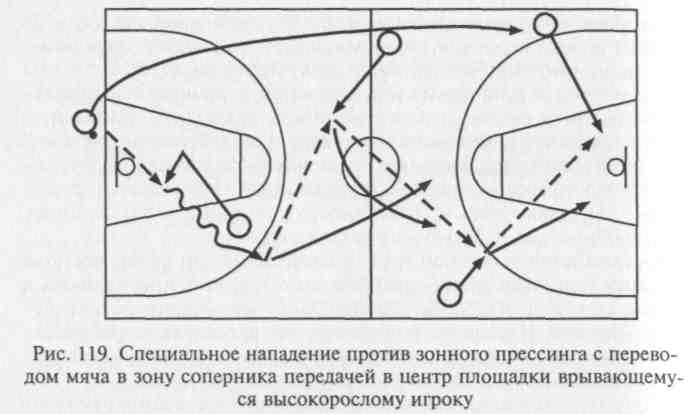 Рис. 119. Специальное нападение против зонного прессинга с перево-
дом мяча в зону соперника передачей в центр площадки врывающему-
ся высокорослому игроку